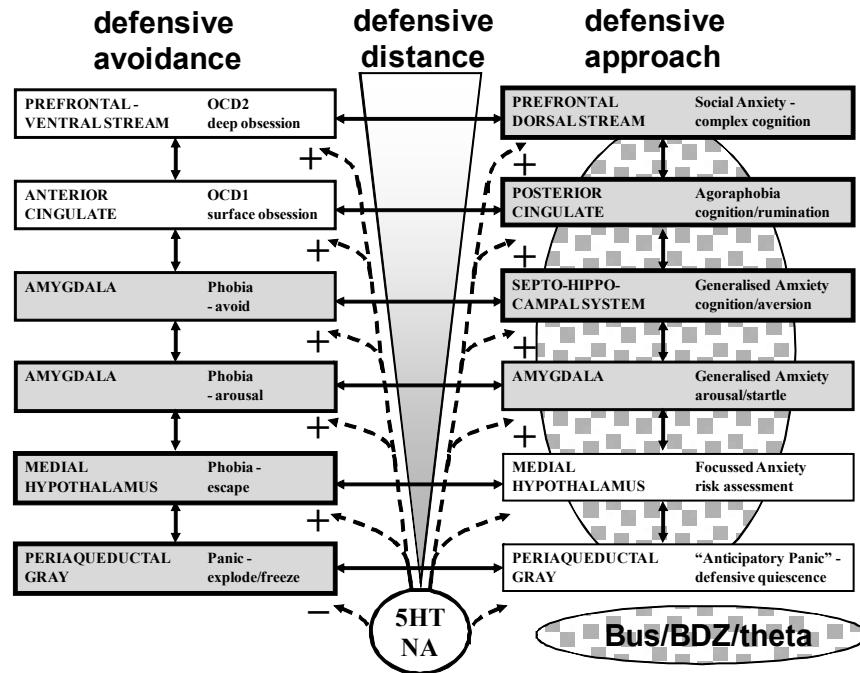 defensive
avoidance
defensive
distance
defensive
approach
PREFRONTAL - OCD2
VENTRAL STREAM deep obsession
PREFRONTAL Social Anxiety -
DORSAL STREAM complex cognition
+ +
ANTERIOR OCD1
CINGULATE surface obsession
POSTERIOR Agoraphobia
CINGULATE cognition/rumination
+ +
AMYGDALA Phobia
- avoid
SEPTO-HIPPO- Generalised Amxiety
CAMPAL SYSTEM cognition/aversion
+ +
AMYGDALA Phobia
- arousal
AMYGDALA Generalised Amxiety
arousal/startle
+ +
MEDIAL Phobia -
HYPOTHALAMUS escape
MEDIAL Focussed Anxiety
HYPOTHALAMUS risk assessment
+
PERIAQUEDUCTAL Panic -
GRAY explode/freeze
PERIAQUEDUCTAL “Anticipatory Panic” -
GRAY defensive quiescence
–
5HT
NA
Bus/BDZ/theta